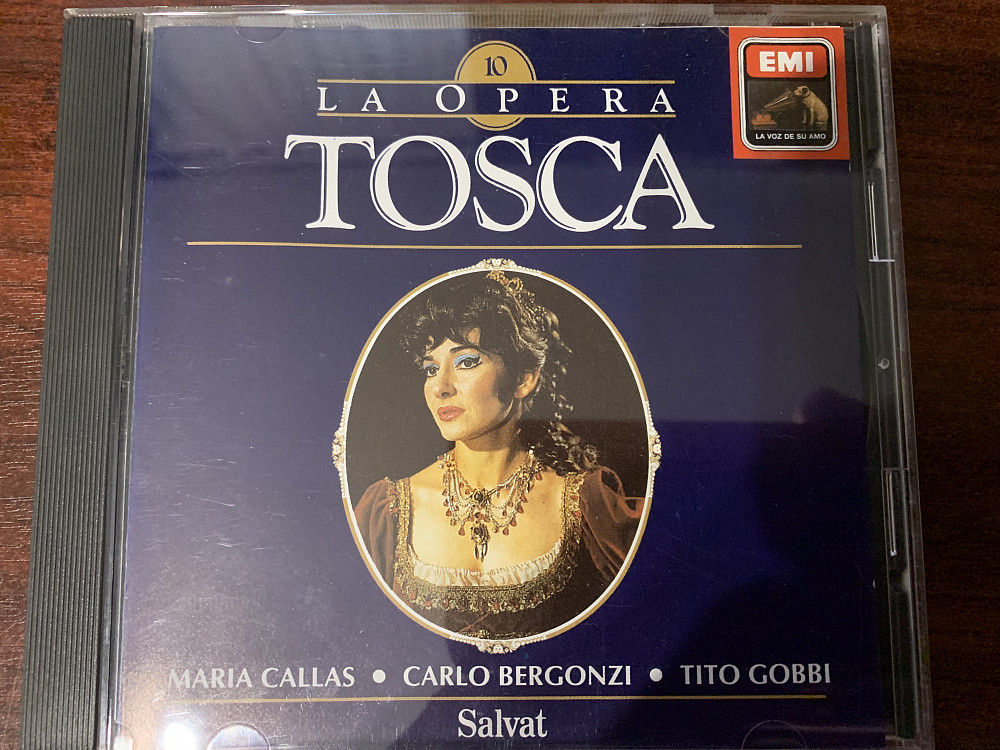 10
LA OPERA
TOSCA
EMI
LA VOZ DE SU AMO
MARIA CALLAS • CARLO BERGONZI • TITO GOBBI
Salvat